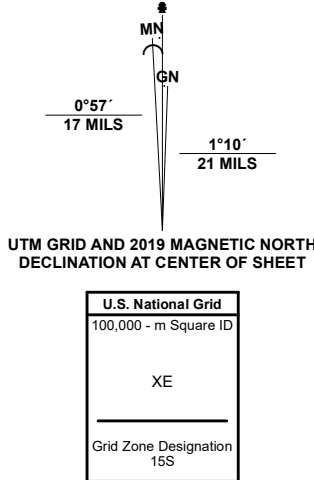 MN
GN
0°57´
17 MILS
1°10´
21 MILS
UTM GRID AND 2019 MAGNETIC NORTH
DECLINATION AT CENTER OF SHEET
U.S. National Grid
100,000 - m Square ID
XE
Grid Zone Designation
15S